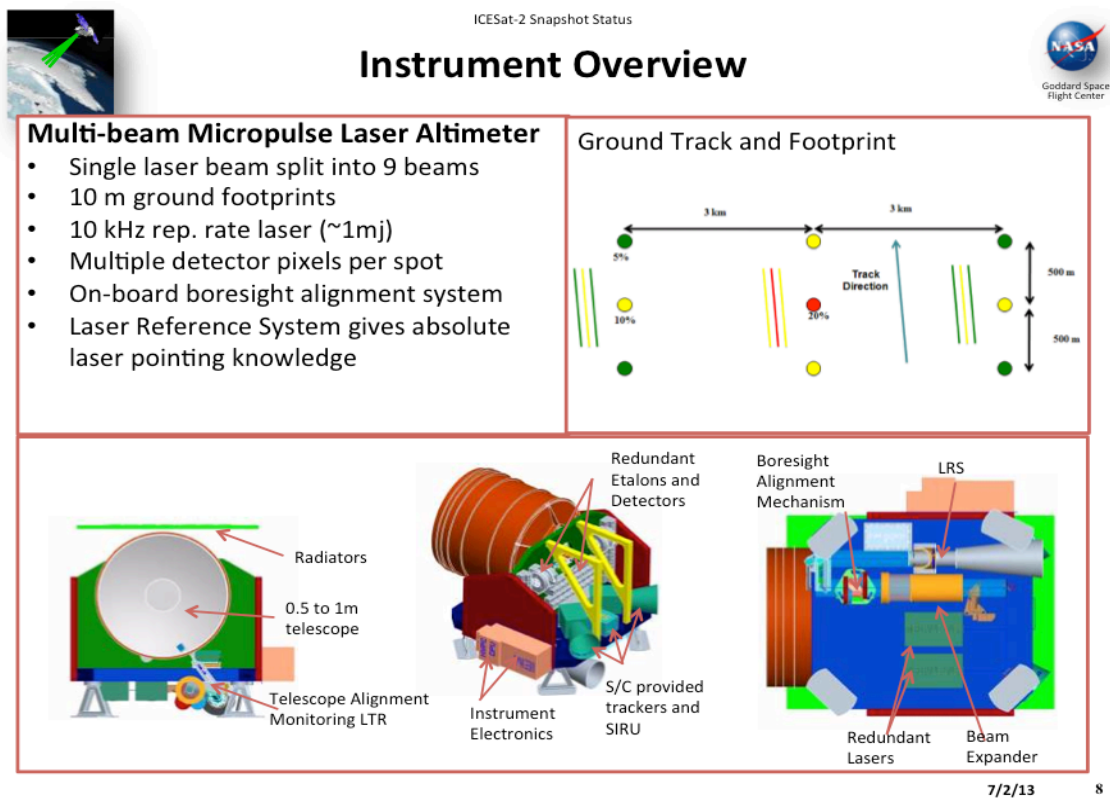 ICESat-2 Snapshot Status
Instrument Overview
NASA
Goddard Space
Flight Center
Multi-beam Micropulse Laser Altimeter
• Single laser beam split into 9 beams
• 10 m ground footprints
• 10 kHz rep. rate laser (~1mj)
• Multiple detector pixels per spot
• On-board boresight alignment system
• Laser Reference System gives absolute
laser pointing knowledge
Ground Track and Footprint
3 km
3 km
5%
Track
Direction
500 m
10%
20%
500 m
Radiators
0.5 to 1m
telescope
Telescope Alignment
Monitoring LTR
Redundant
Etalons and
Detectors
Instrument
Electronics
S/C provided
trackers and
SIRU
Boresight
Alignment
Mechanism
LRS
Redundant
Lasers
Beam
Expander
7/2/13
8